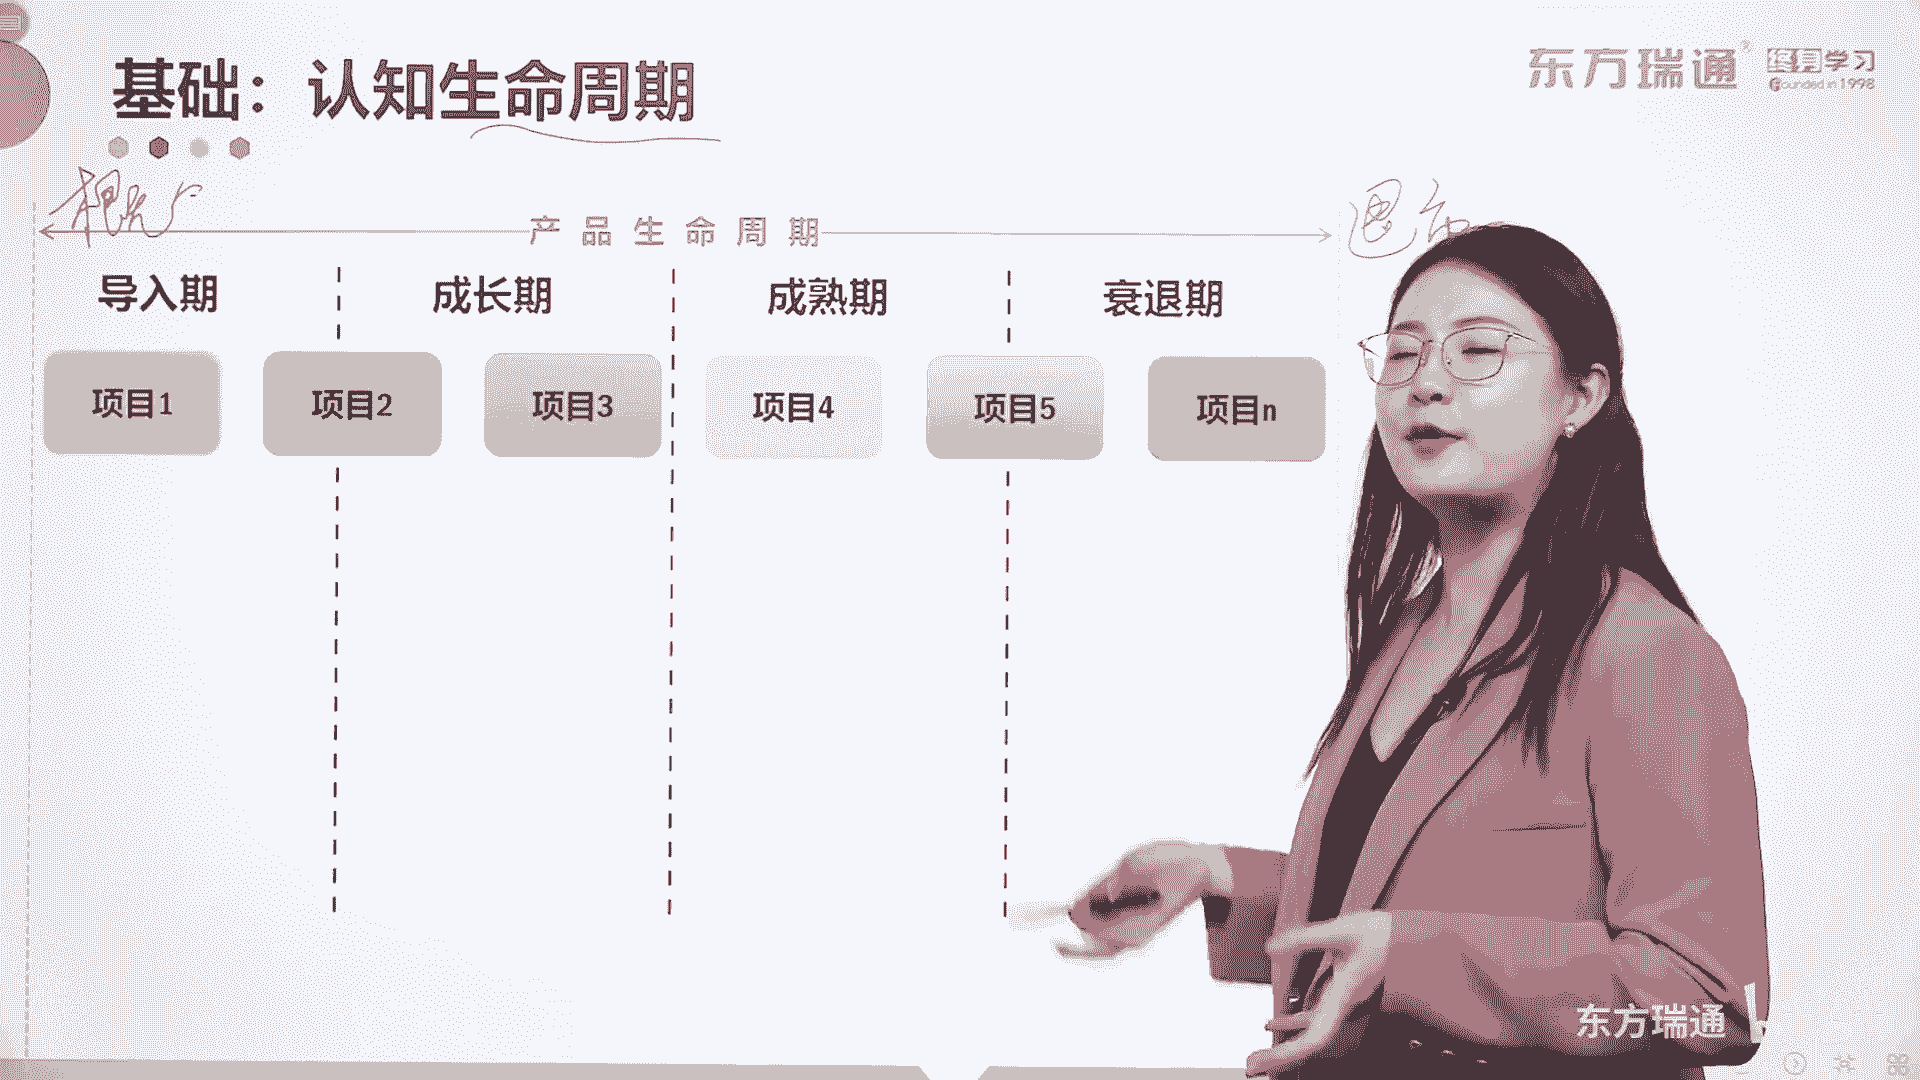 基础：认知生命周期
东方瑞通
终身学习
Founded in 1998
概念
退市
产品生命周期
导入期 成长期 成熟期 衰退期
项目1 项目2 项目3 项目4 项目5 项目n
东方瑞通